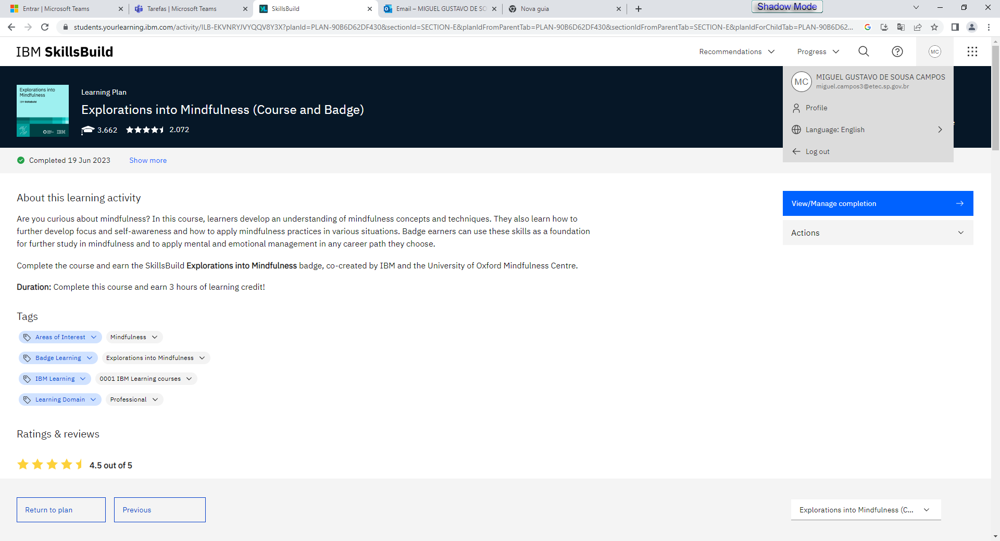 Entrar | Microsoft Teams
Tarefas | Microsoft Teams
SkillsBuild
Email – MIGUEL GUSTAVO DE SO
Nova guia
Shadow Mode
students.yourlearning.ibm.com/activity/ILB-EKVNRYJVYQQV8Y3X?planId=PLAN-90B6D62DF430&sectionId=SECTION-E&planIdFromParentTab=PLAN-90B6D62DF430&sectionIdFromParentTab=SECTION-E&planIdForChildTab=PLAN-90B6D62...
IBM SkillsBuild
Recommendations
Progress
MC
MC
MIGUEL GUSTAVO DE SOUSA CAMPOS
miguel.campos3@etec.sp.gov.br
Profile
Language: English
Log out
Explorations into
Mindfulness
IBM SkillsBuild
IBM
Learning Plan
Explorations into Mindfulness (Course and Badge)
3.662
2.072
Completed 19 Jun 2023
Show more
About this learning activity
Are you curious about mindfulness? In this course, learners develop an understanding of mindfulness concepts and techniques. They also learn how to
further develop focus and self-awareness and how to apply mindfulness practices in various situations. Badge earners can use these skills as a foundation
for further study in mindfulness and to apply mental and emotional management in any career path they choose.
Complete the course and earn the SkillsBuild Explorations into Mindfulness badge, co-created by IBM and the University of Oxford Mindfulness Centre.
Duration: Complete this course and earn 3 hours of learning credit!
View/Manage completion
Actions
Tags
Areas of Interest
Mindfulness
Badge Learning
Explorations into Mindfulness
IBM Learning
0001 IBM Learning courses
Learning Domain
Professional
Ratings & reviews
4.5 out of 5
Return to plan
Previous
Explorations into Mindfulness (C...